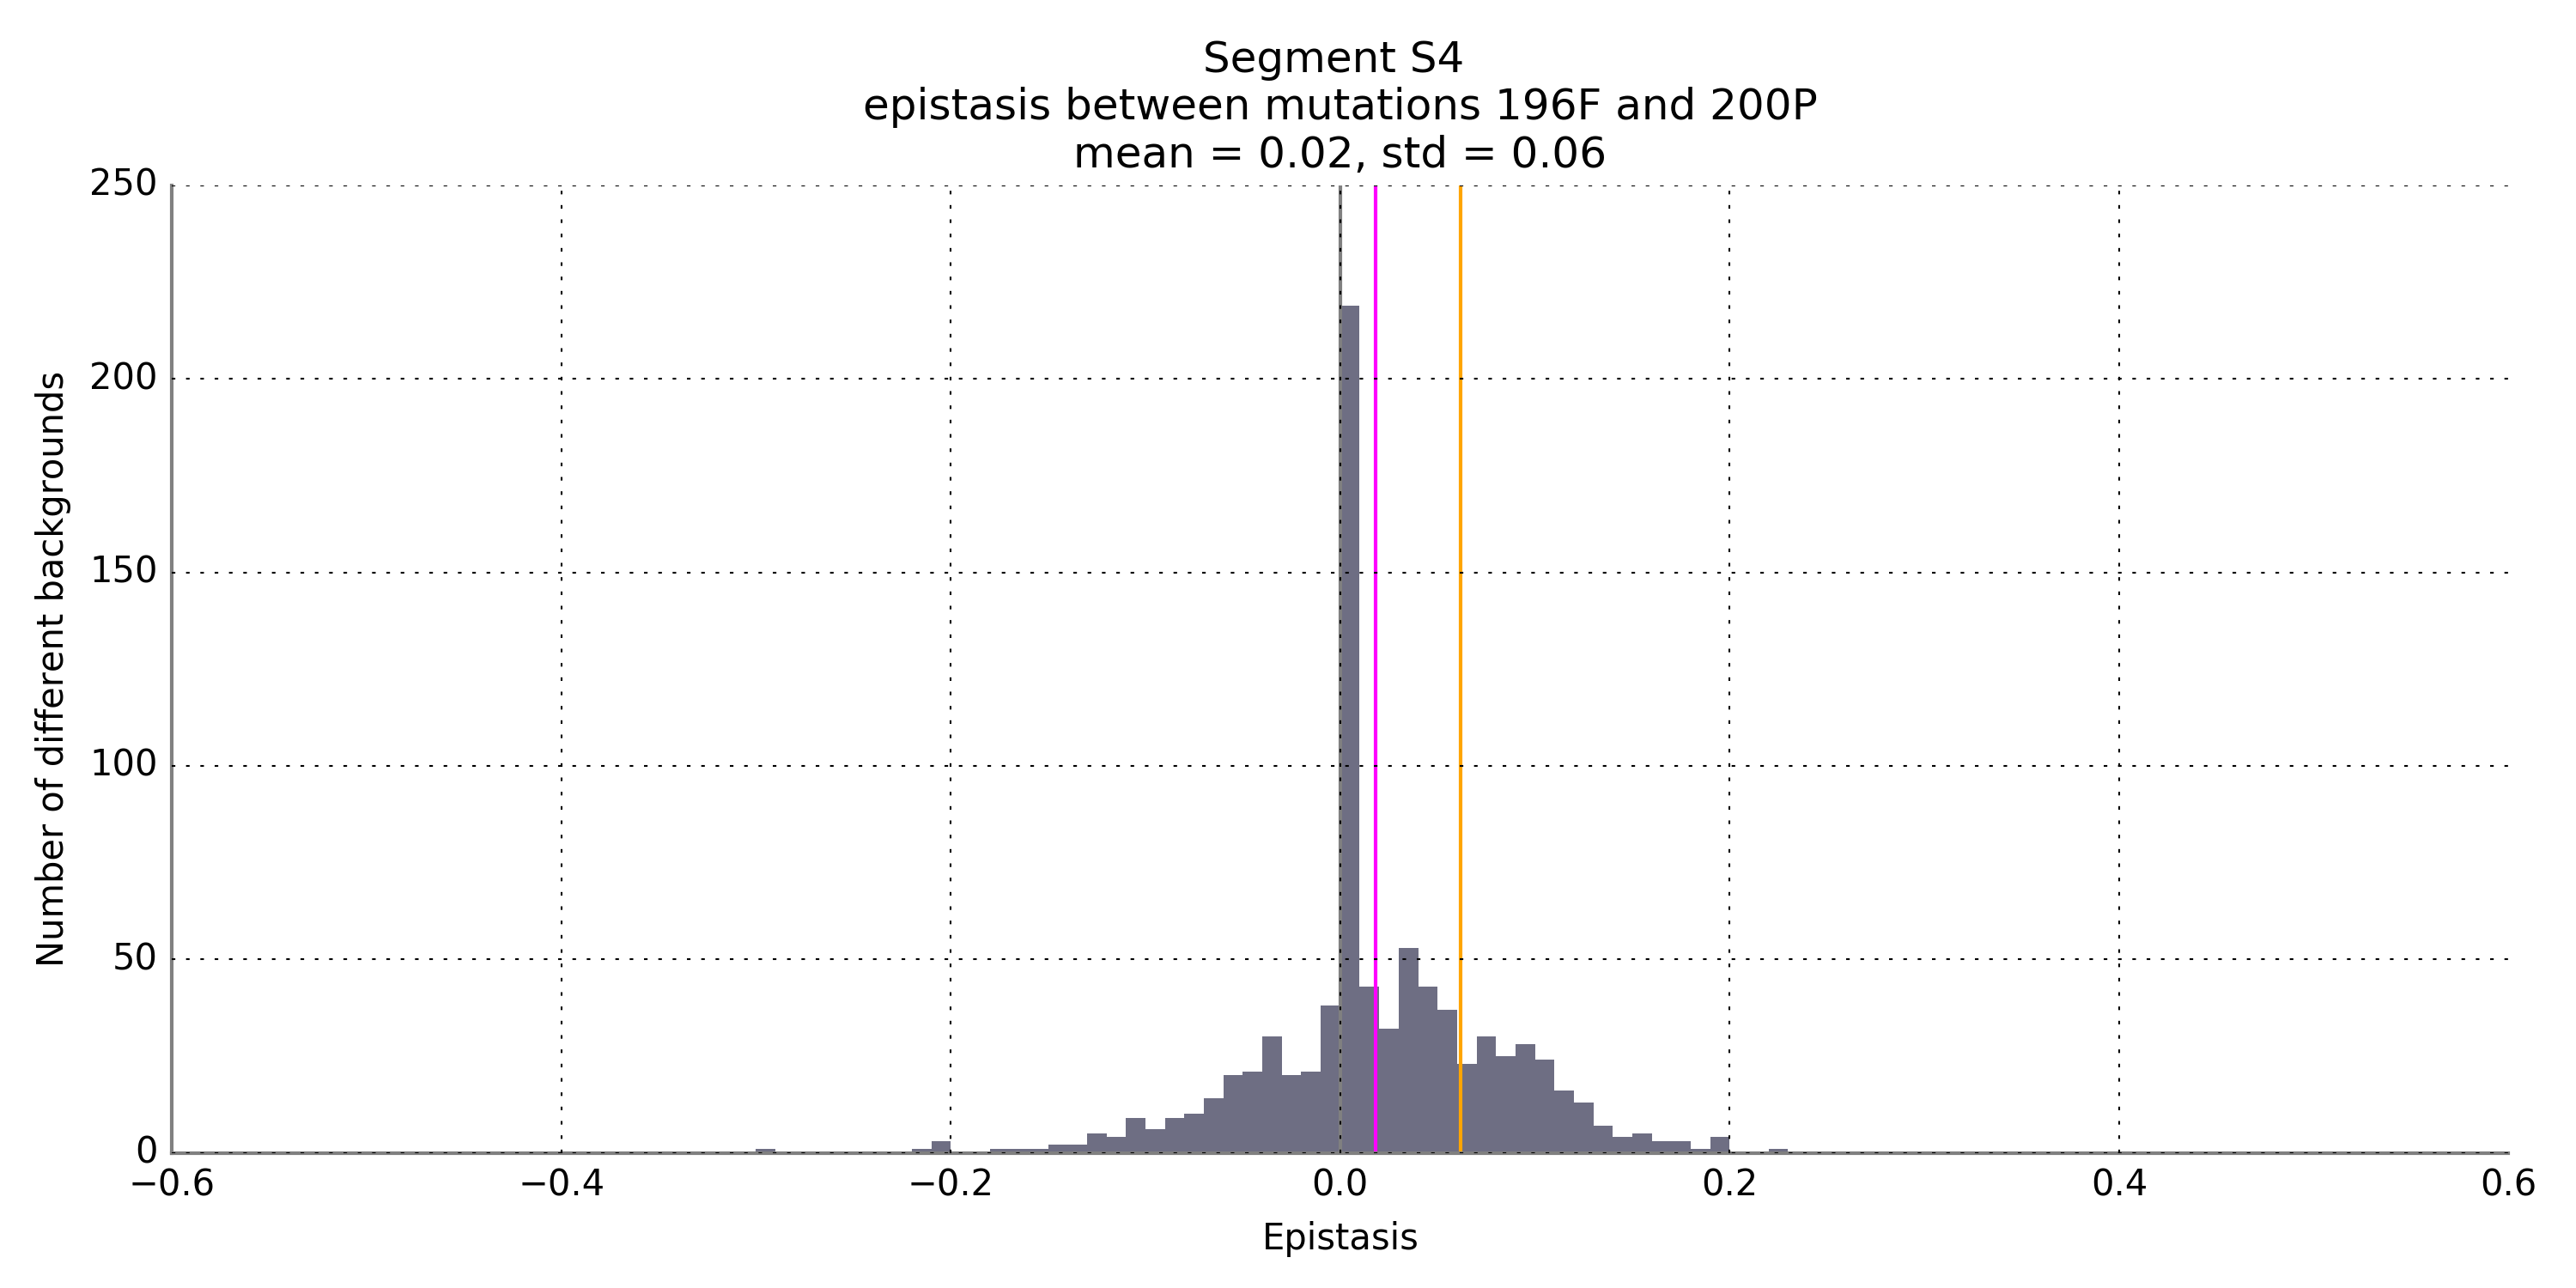 Segment S4
epistasis between mutations 196F and 200P
mean = 0.02, std = 0.06
250
200
150
100
50
0
Number of different backgrounds
−0.6 −0.4 −0.2 0.0 0.2 0.4 0.6
Epistasis